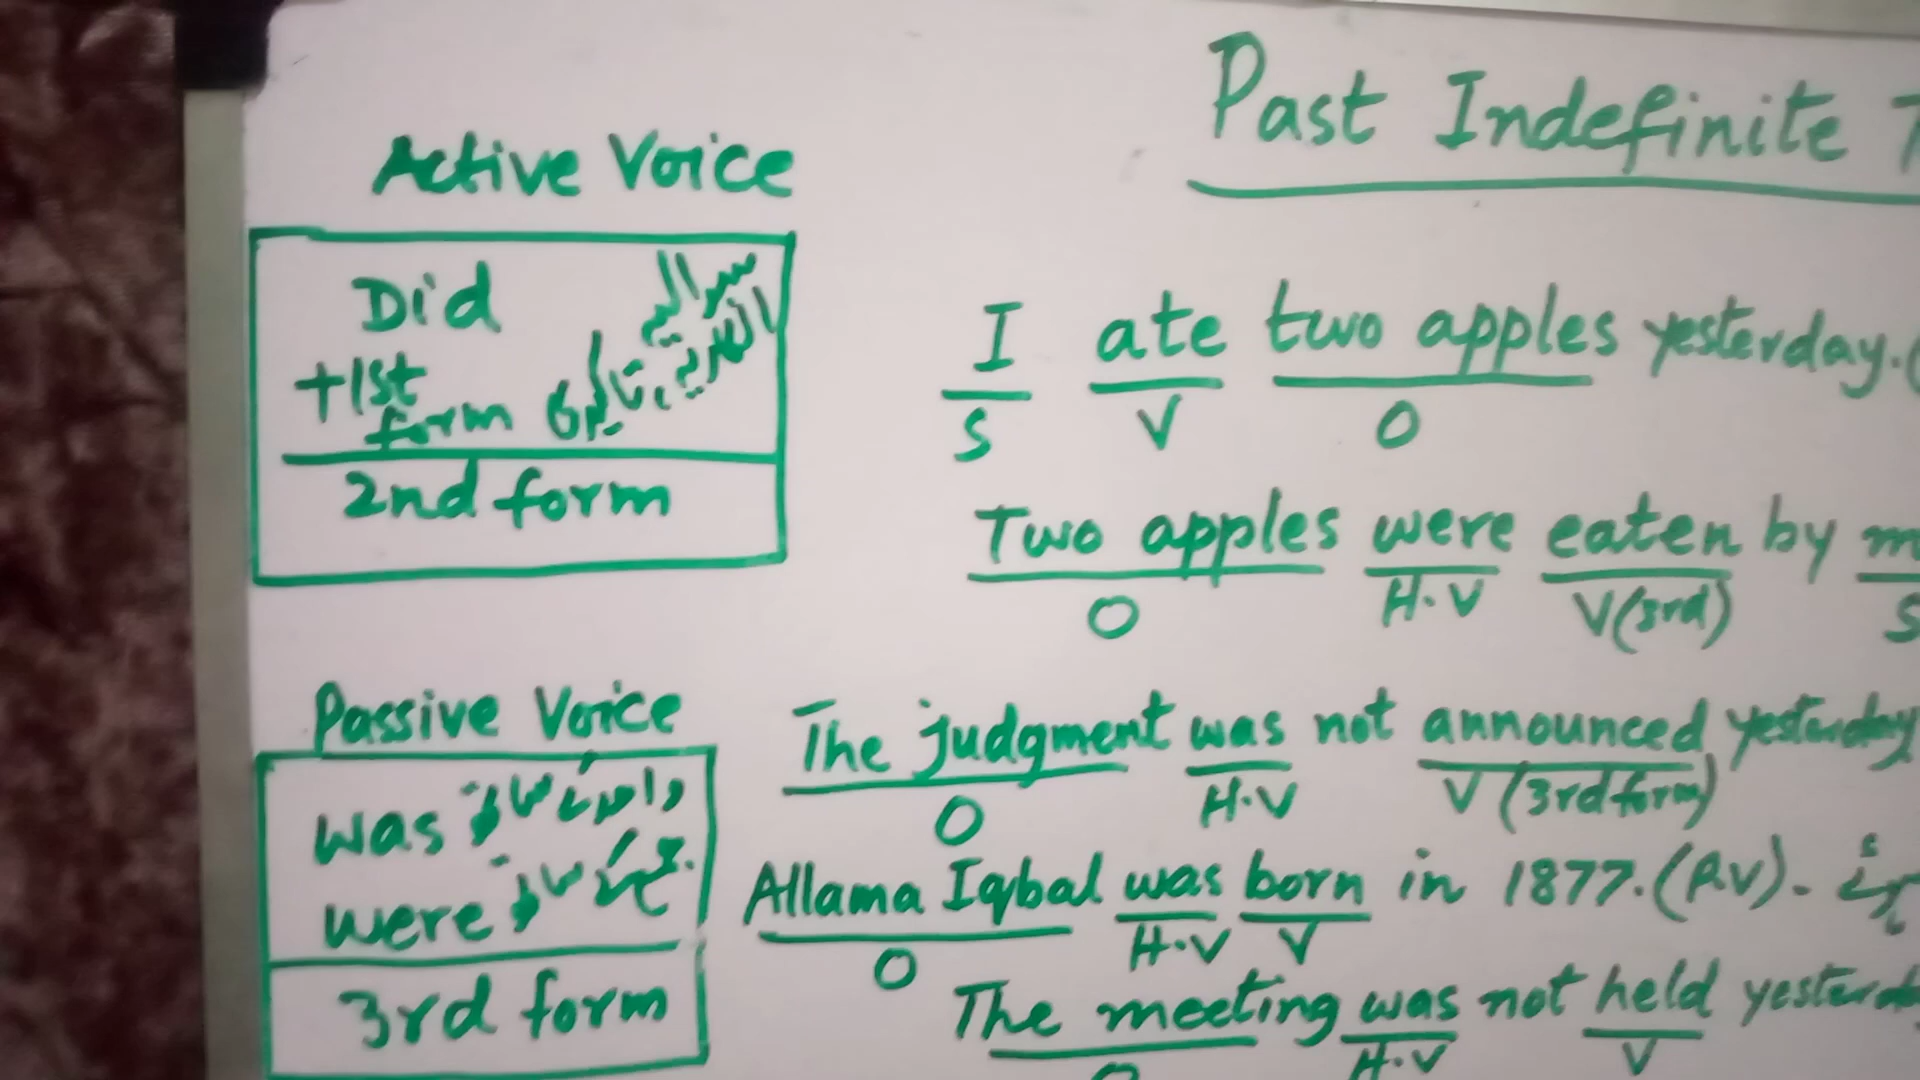 Past Indefinite T
Active Voice
Did
+1st
form
2nd form
I ate two apples yesterday.(
S V O
Two apples were eaten by m
O H.V V(3rd) S
Passive Voice
was
were
3rd form
The judgment was not announced yesterday
O H.V V (3rd form)
Allama Iqbal was born in 1877. (P.V).
O H.V V
The meeting was not held yesterda
O H.V V